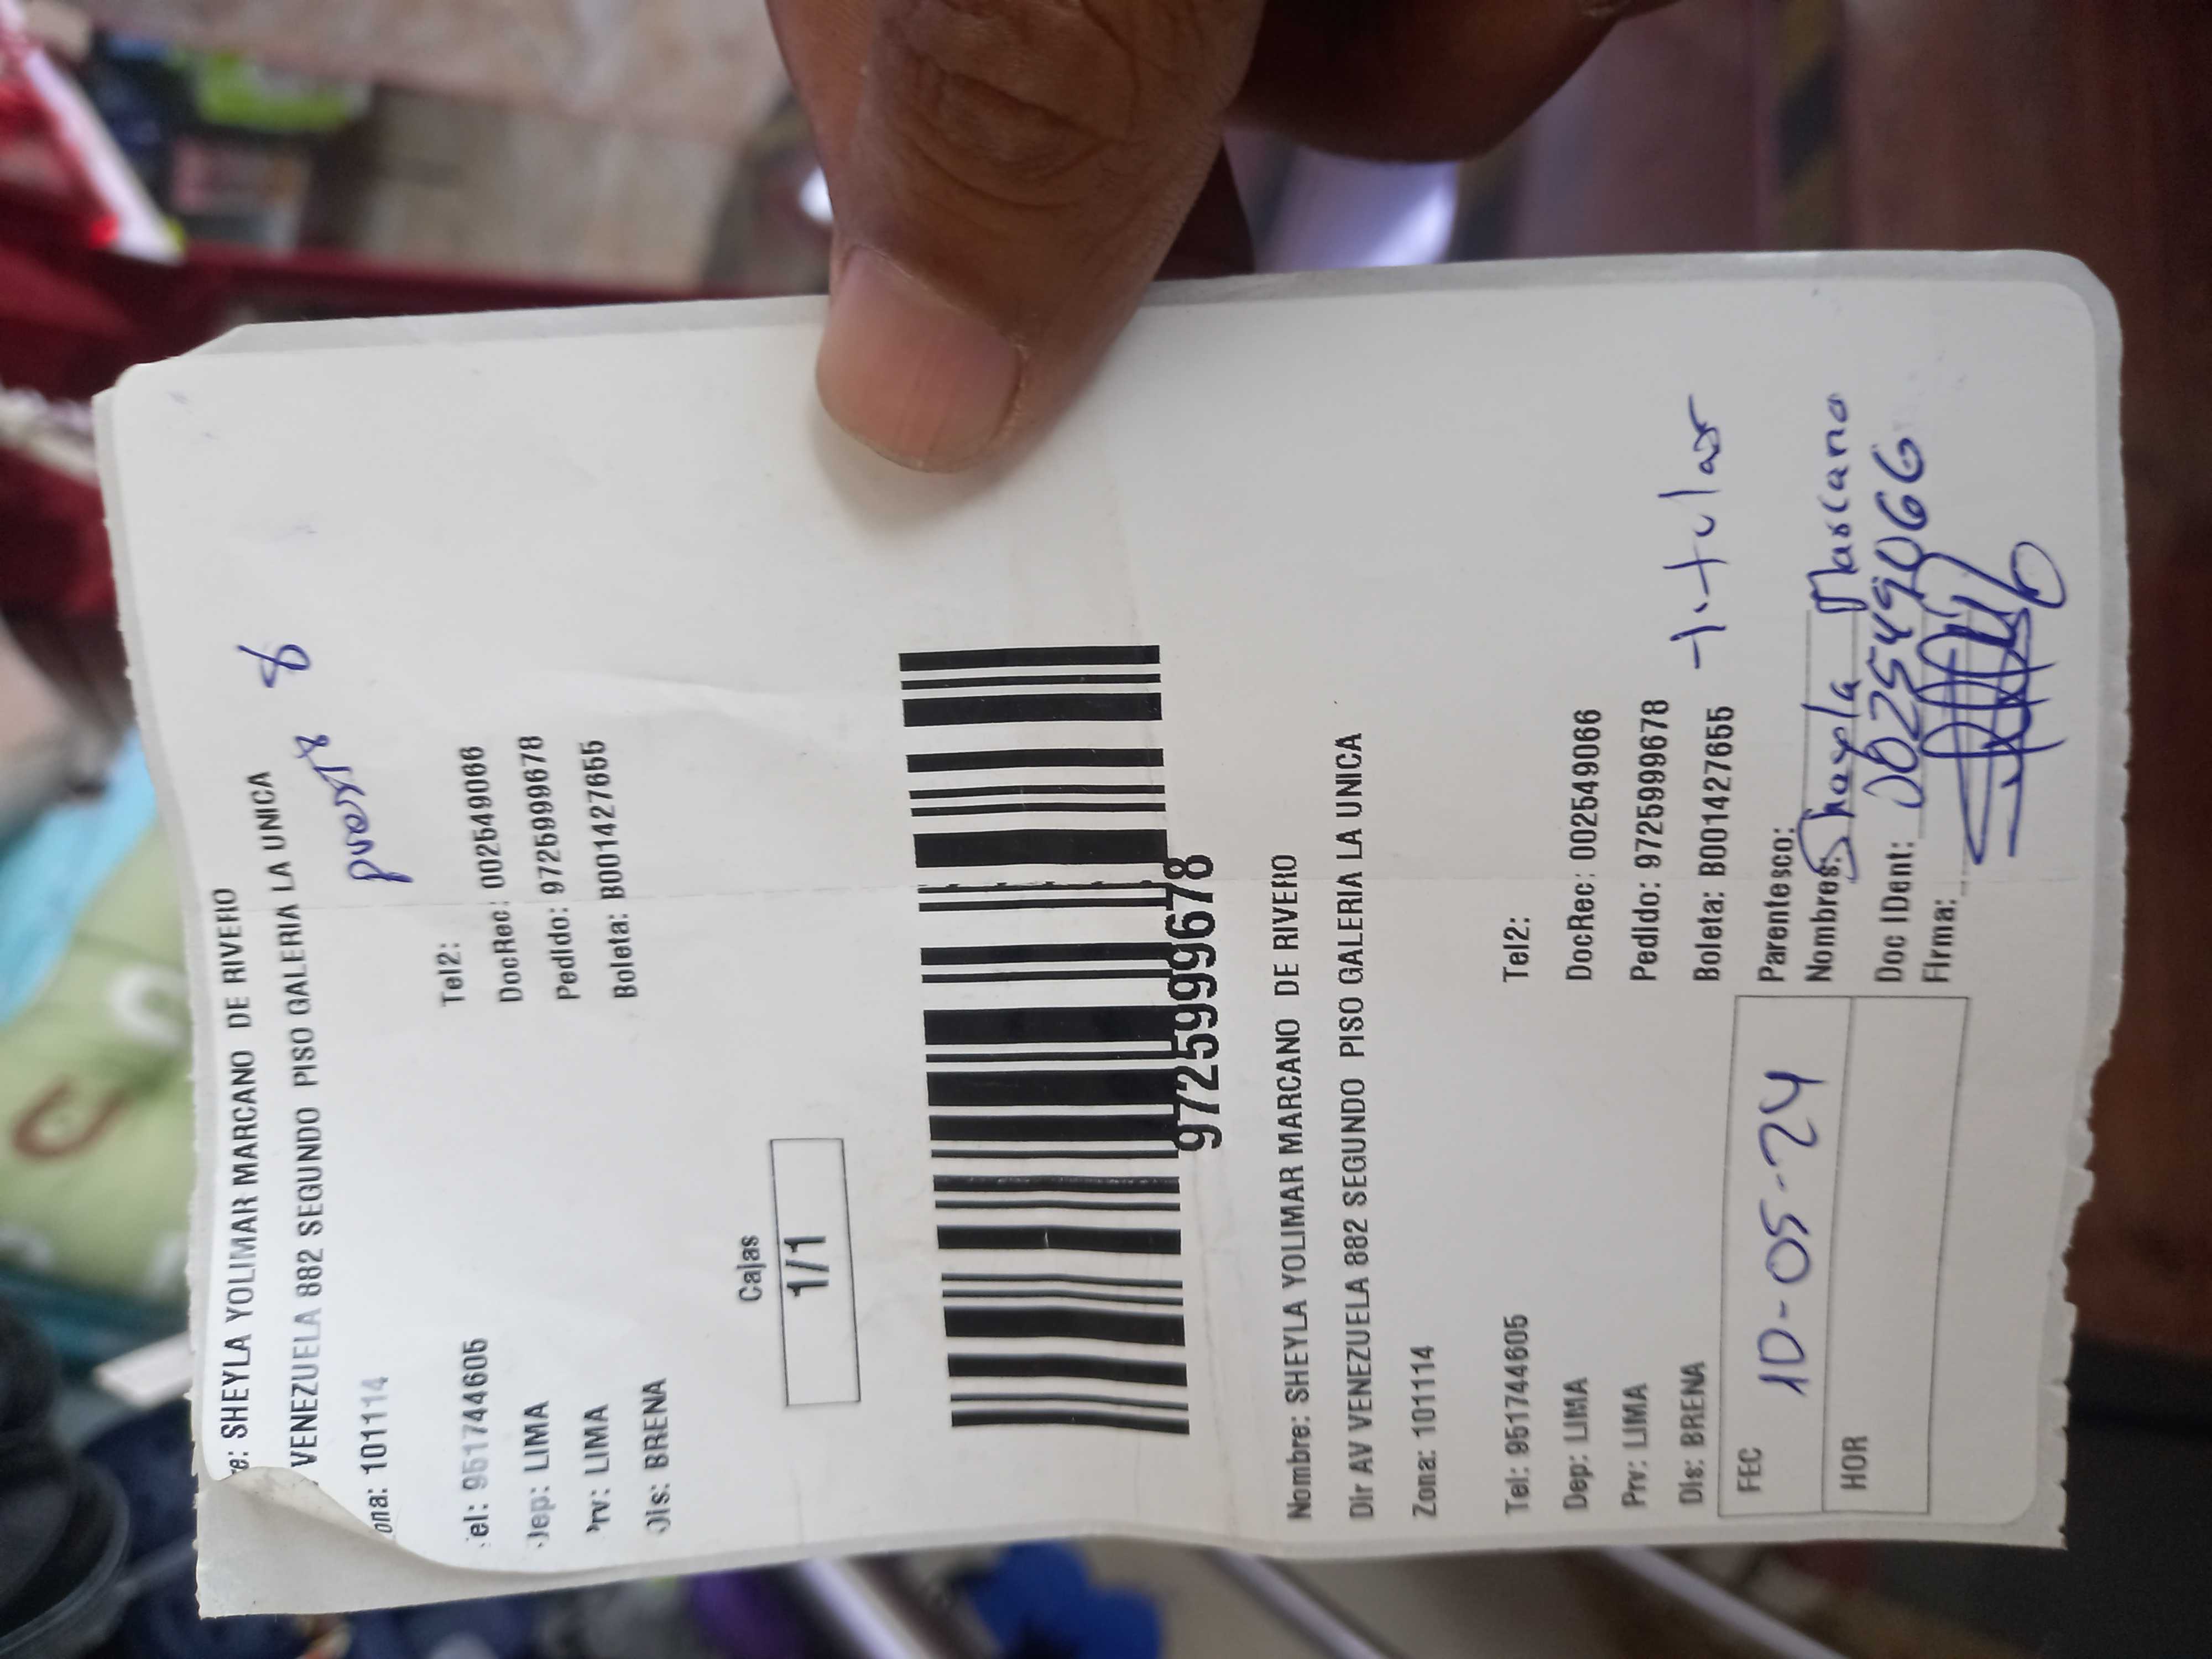 e: SHEYLA YOLIMAR MARCANO DE RIVERO
VENEZUELA 882 SEGUNDO PISO GALERIA LA UNICA 8
ona: 101114
el: 951744605 Tel2:
Dep: LIMA DocRec: 002549066
Prv: LIMA Pedido: 9725999678
Dis: BRENA Boleta: B001427655
Cajas
1/1
9725999678
Nombre: SHEYLA YOLIMAR MARCANO DE RIVERO
Dir AV VENEZUELA 882 SEGUNDO PISO GALERIA LA UNICA
Zona: 101114
Tel: 951744605 Tel2:
Dep: LIMA DocRec: 002549066
Prv: LIMA Pedido: 9725999678
Dis: BRENA Boleta: B001427655
FEC 10-05-24 Parentesco: titular
HOR Nombres: Sheyla Marcano
Doc IDent: 002549066
Firma: